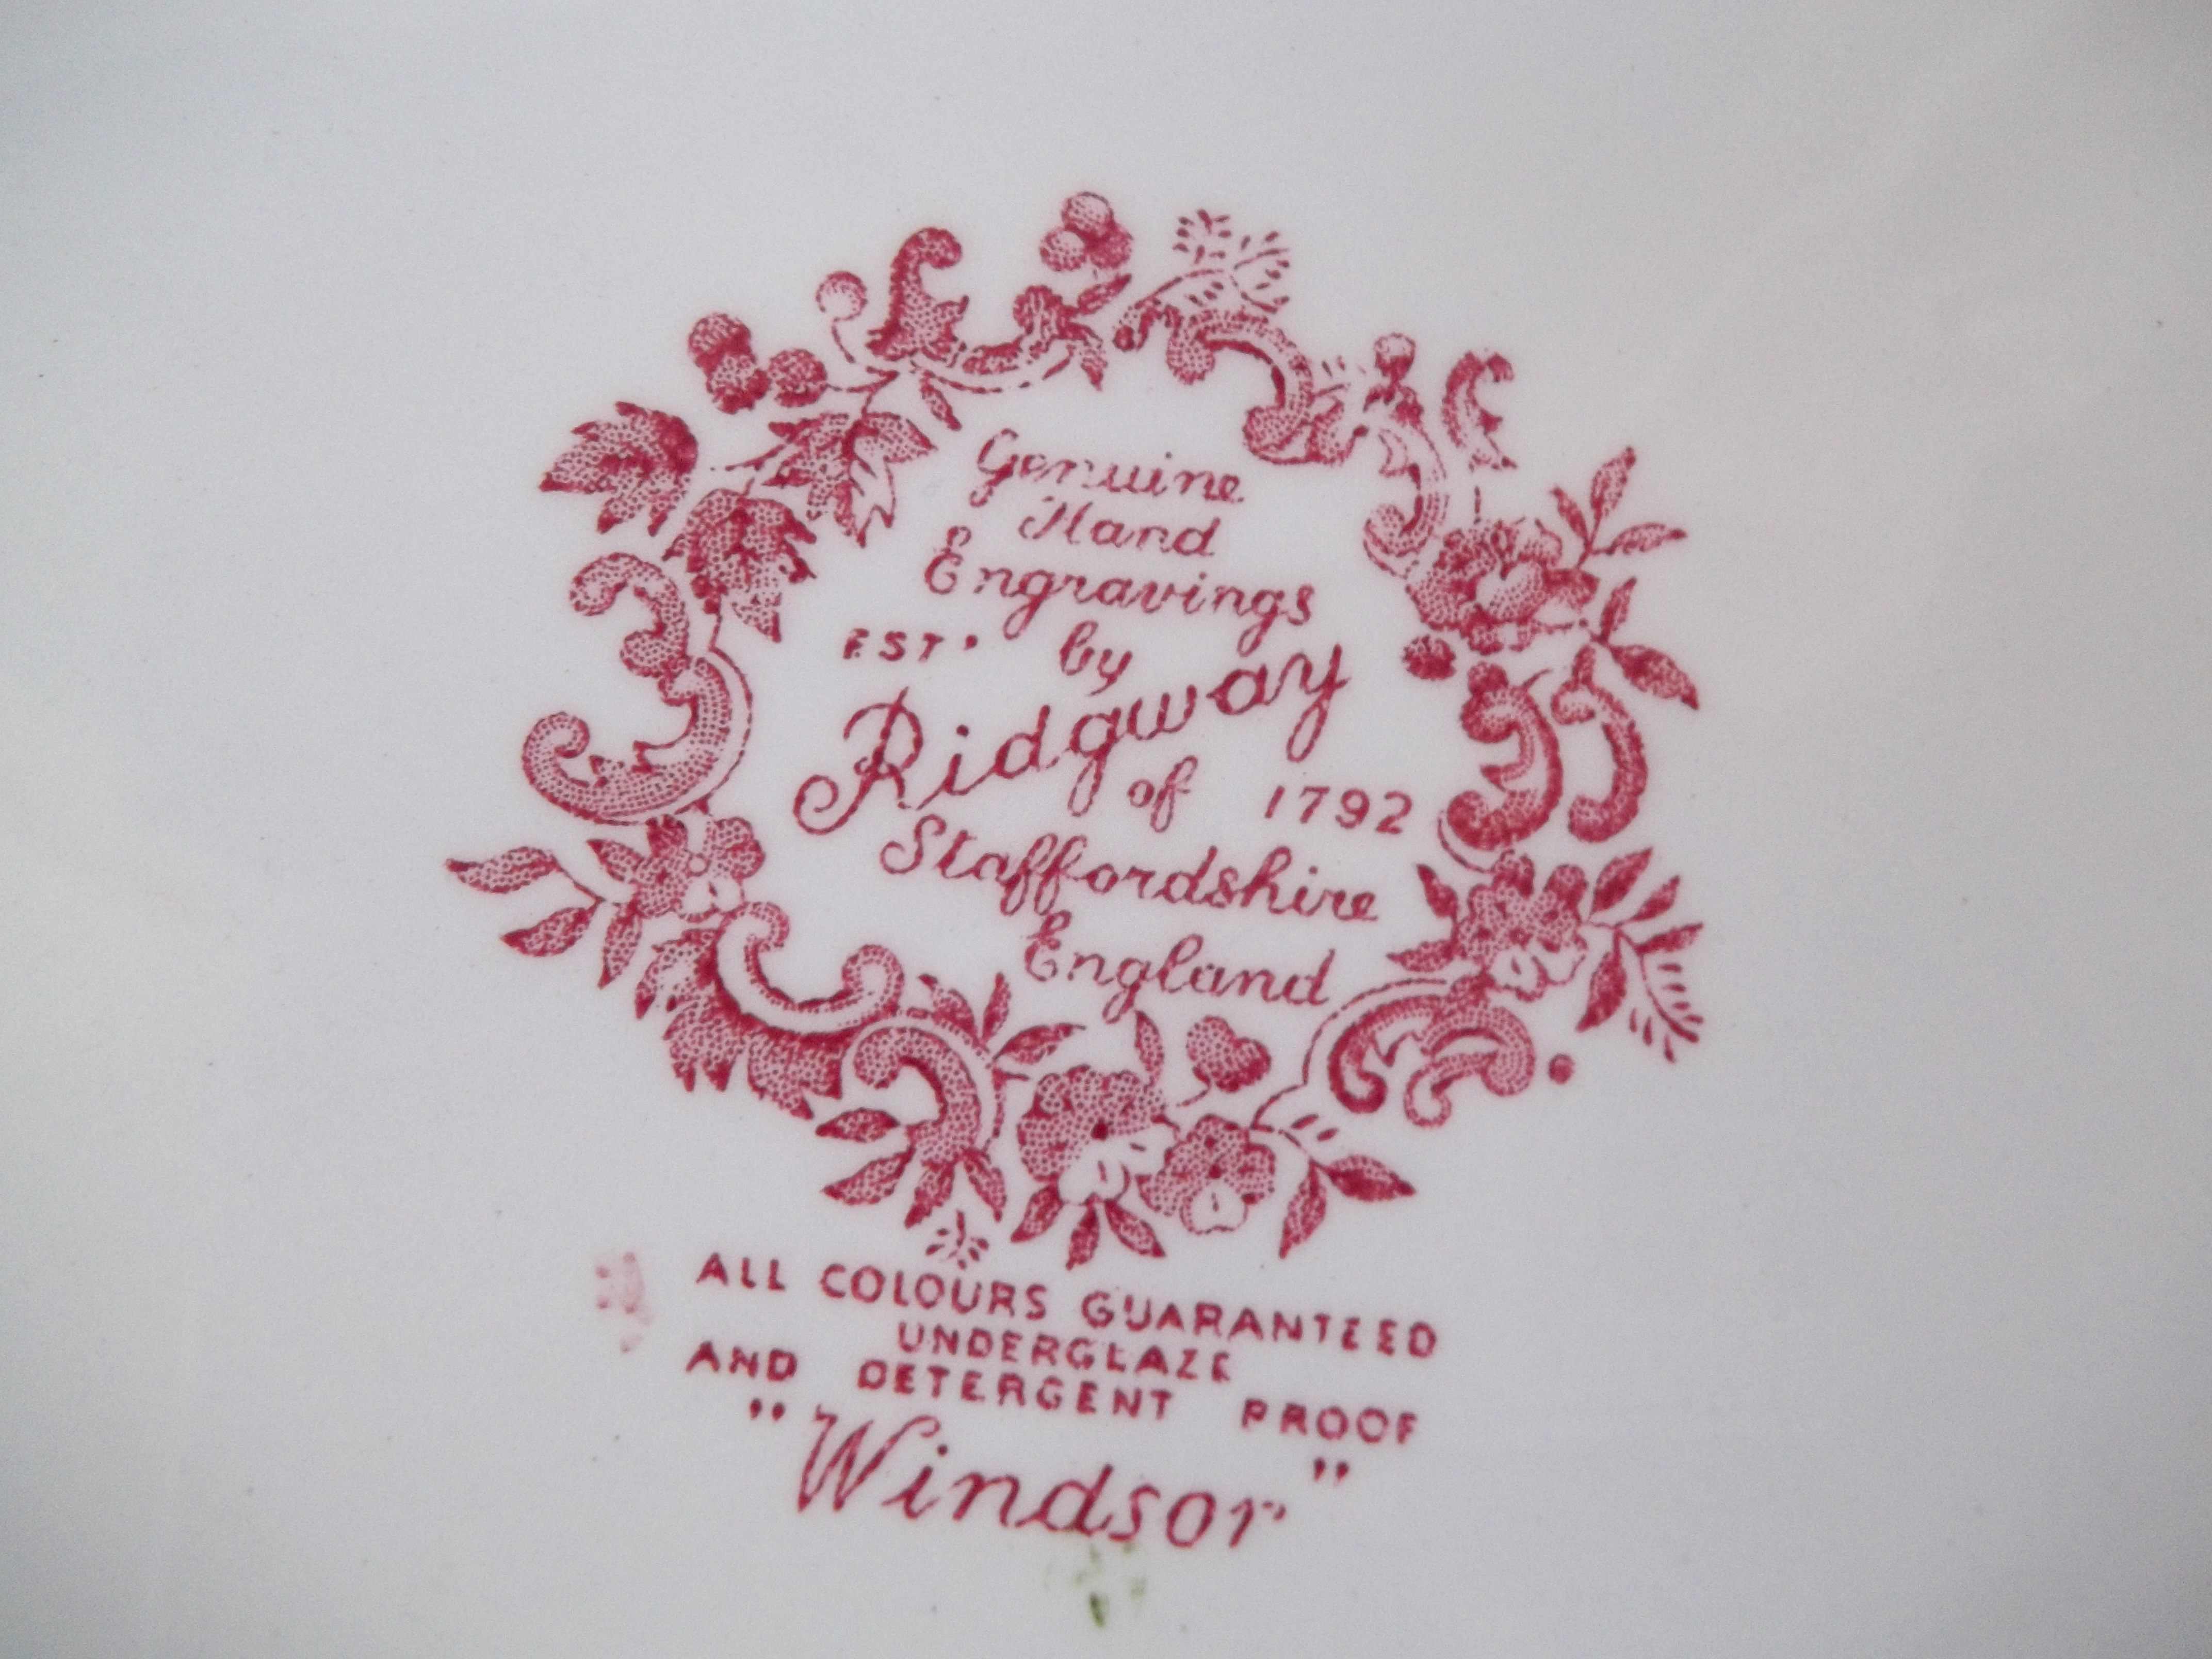 Genuine
Hand
Engravings
EST. by
Ridgway
of 1792
Staffordshire
England
ALL COLOURS GUARANTEED
UNDERGLAZE
AND DETERGENT PROOF
"Windsor"